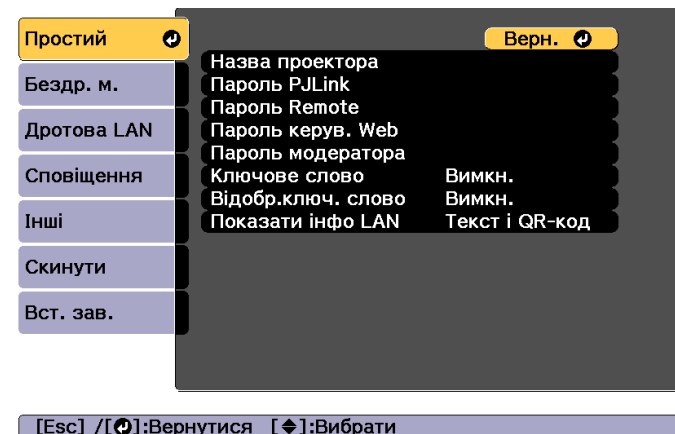 Простий
Бездр. м.
Дротова LAN
Сповіщення
Інші
Скинути
Вст. зав.
Верн.
Назва проектора
Пароль PJLink
Пароль Remote
Пароль керув. Web
Пароль модератора
Ключове слово Вимкн.
Відобр.ключ. слово Вимкн.
Показати інфо LAN Текст і QR-код
[Esc] /[⏎]:Вернутися [◆]:Вибрати